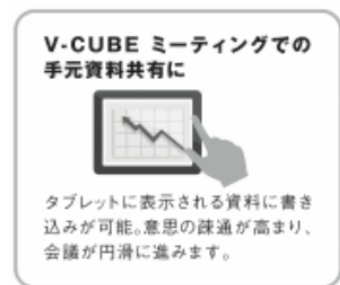 V-CUBE ミーティングでの
手元資料共有に
タブレットに表示される資料に書き
込みが可能。意思の疎通が高まり、
会議が円滑に進みます。